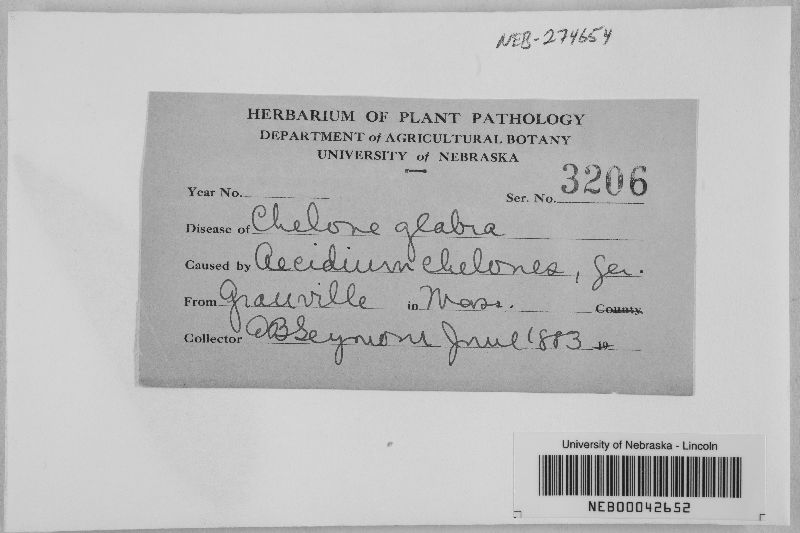 NEB-274654
HERBARIUM OF PLANT PATHOLOGY
DEPARTMENT of AGRICULTURAL BOTANY
UNIVERSITY of NEBRASKA
Year No. Ser. No. 3206
Disease of Chelone glabra
Caused by Aecidium chelones, Ger.
From Granville in Mass. County.
Collector A B Seymour June 1883 19
University of Nebraska - Lincoln
NEB00042652